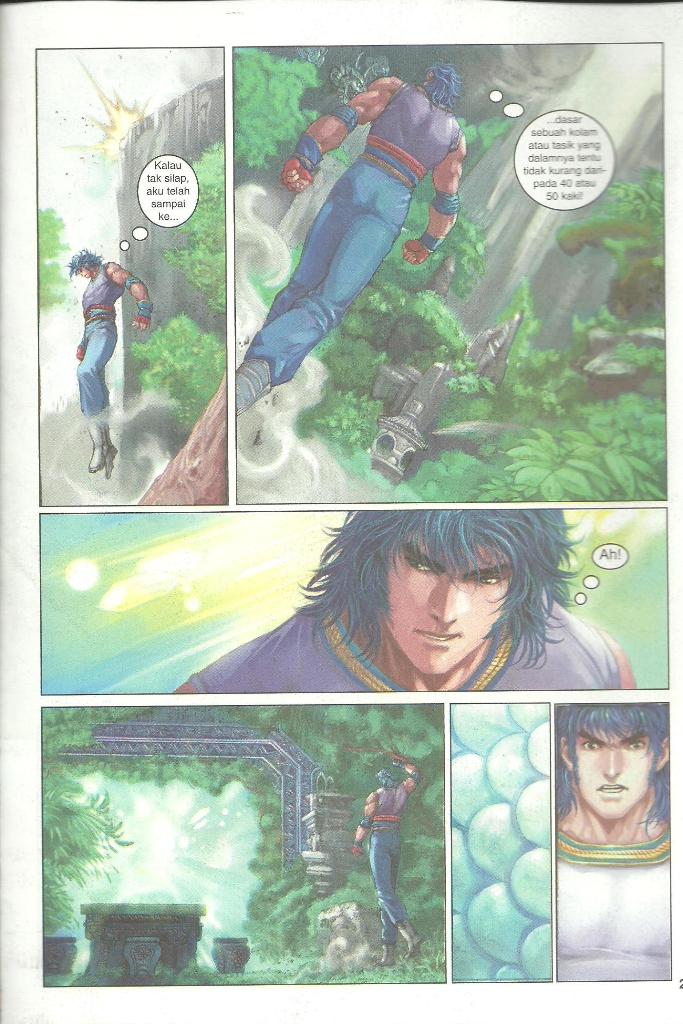 Kalau
tak silap,
aku telah
sampai
ke...
...dasar
sebuah kolam
atau tasik yang
dalamnya tentu
tidak kurang dari-
pada 40 atau
50 kaki!
Ah!
2